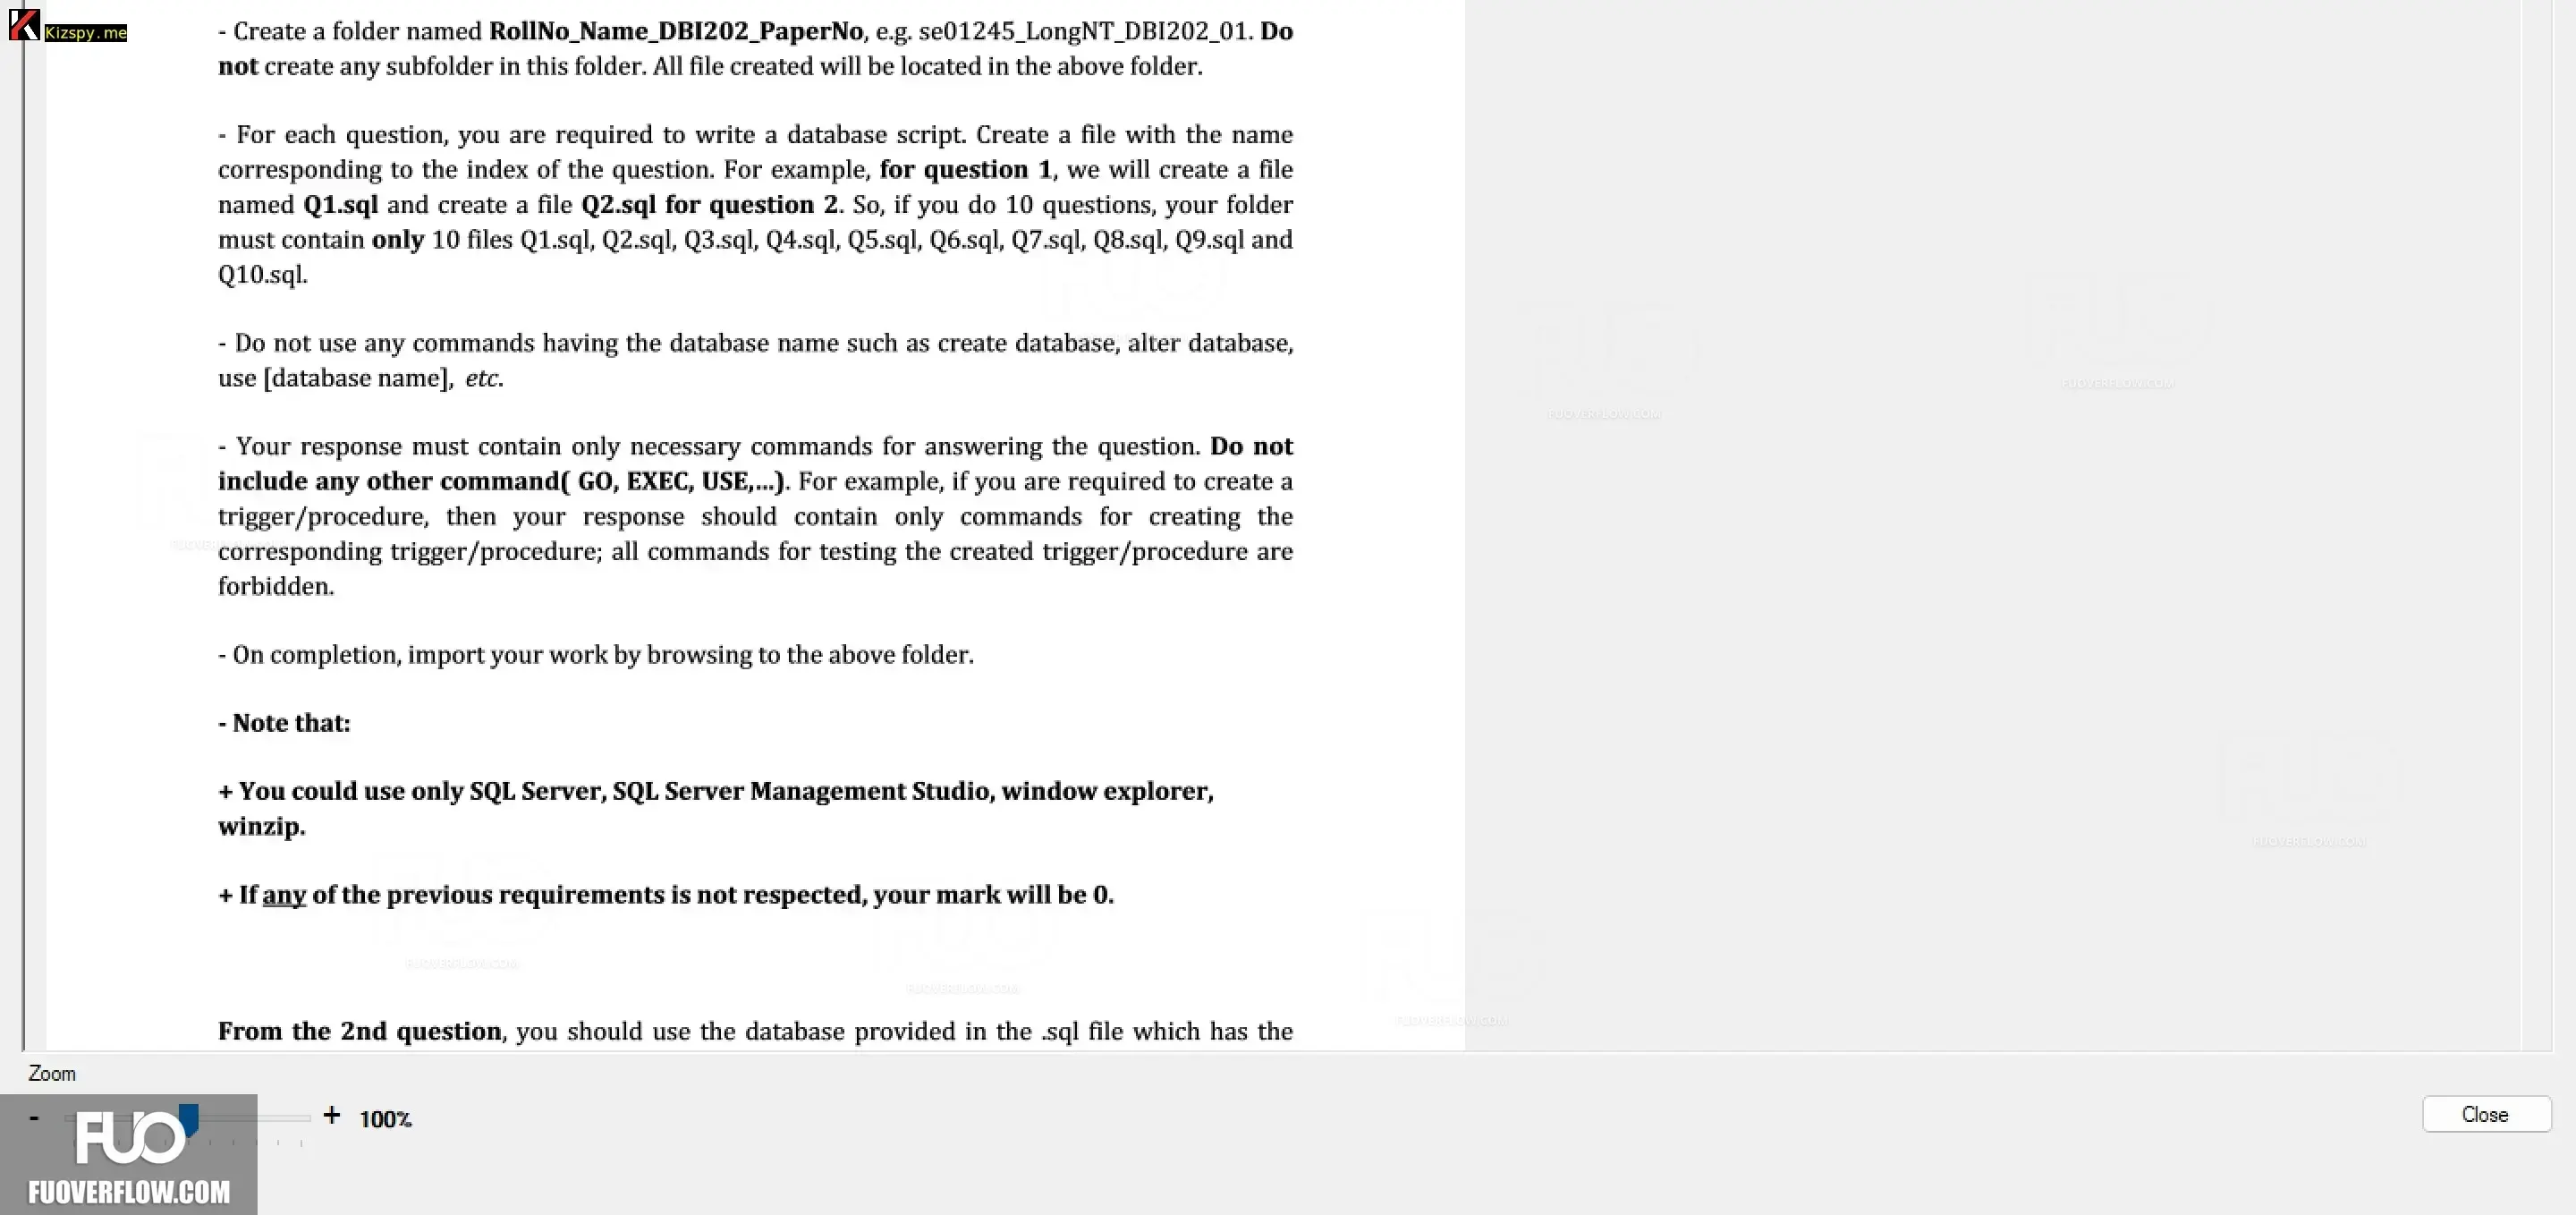 Kizspy.me
- Create a folder named RollNo_Name_DBI202_PaperNo, e.g. se01245_LongNT_DBI202_01. Do
not create any subfolder in this folder. All file created will be located in the above folder.
- For each question, you are required to write a database script. Create a file with the name
corresponding to the index of the question. For example, for question 1, we will create a file
named Q1.sql and create a file Q2.sql for question 2. So, if you do 10 questions, your folder
must contain only 10 files Q1.sql, Q2.sql, Q3.sql, Q4.sql, Q5.sql, Q6.sql, Q7.sql, Q8.sql, Q9.sql and
Q10.sql.
- Do not use any commands having the database name such as create database, alter database,
use [database name], etc.
- Your response must contain only necessary commands for answering the question. Do not
include any other command( GO, EXEC, USE,...). For example, if you are required to create a
trigger/procedure, then your response should contain only commands for creating the
corresponding trigger/procedure; all commands for testing the created trigger/procedure are
forbidden.
- On completion, import your work by browsing to the above folder.
- Note that:
+ You could use only SQL Server, SQL Server Management Studio, window explorer,
winzip.
+ If any of the previous requirements is not respected, your mark will be 0.
From the 2nd question, you should use the database provided in the .sql file which has the
Zoom
- + 100%
Close
FUO
FUOVERFLOW.COM
FUOVERFLOW.COM
FUOVERFLOW.COM
FUOVERFLOW.COM
FUOVERFLOW.COM
FUOVERFLOW.COM
FUOVERFLOW.COM